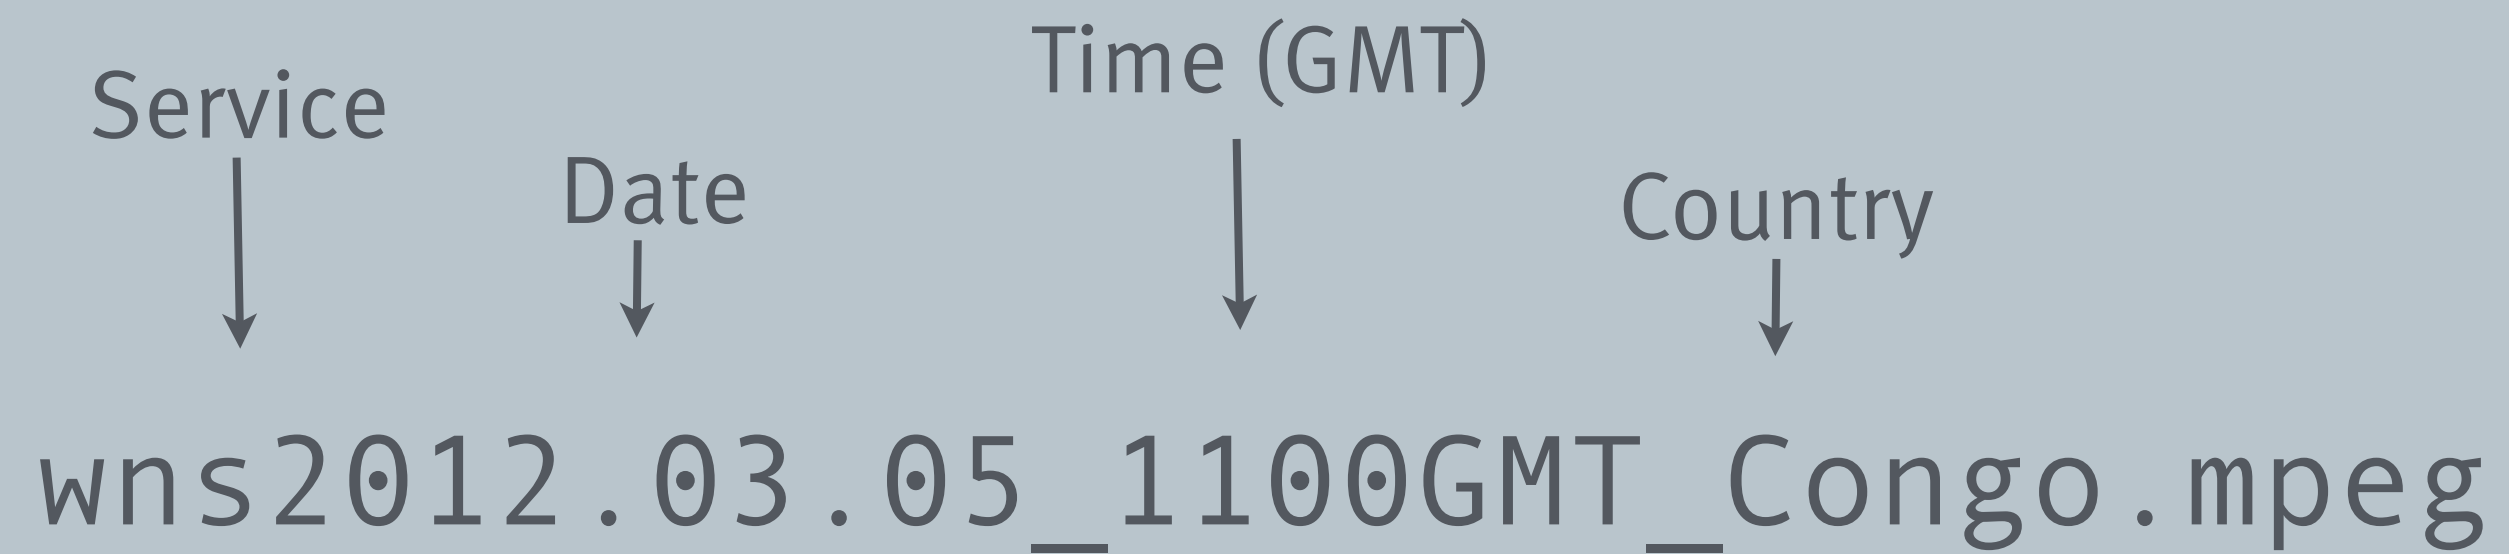 Time (GMT)
Service
Date
Country
wns2012.03.05_1100GMT_Congo.mpeg